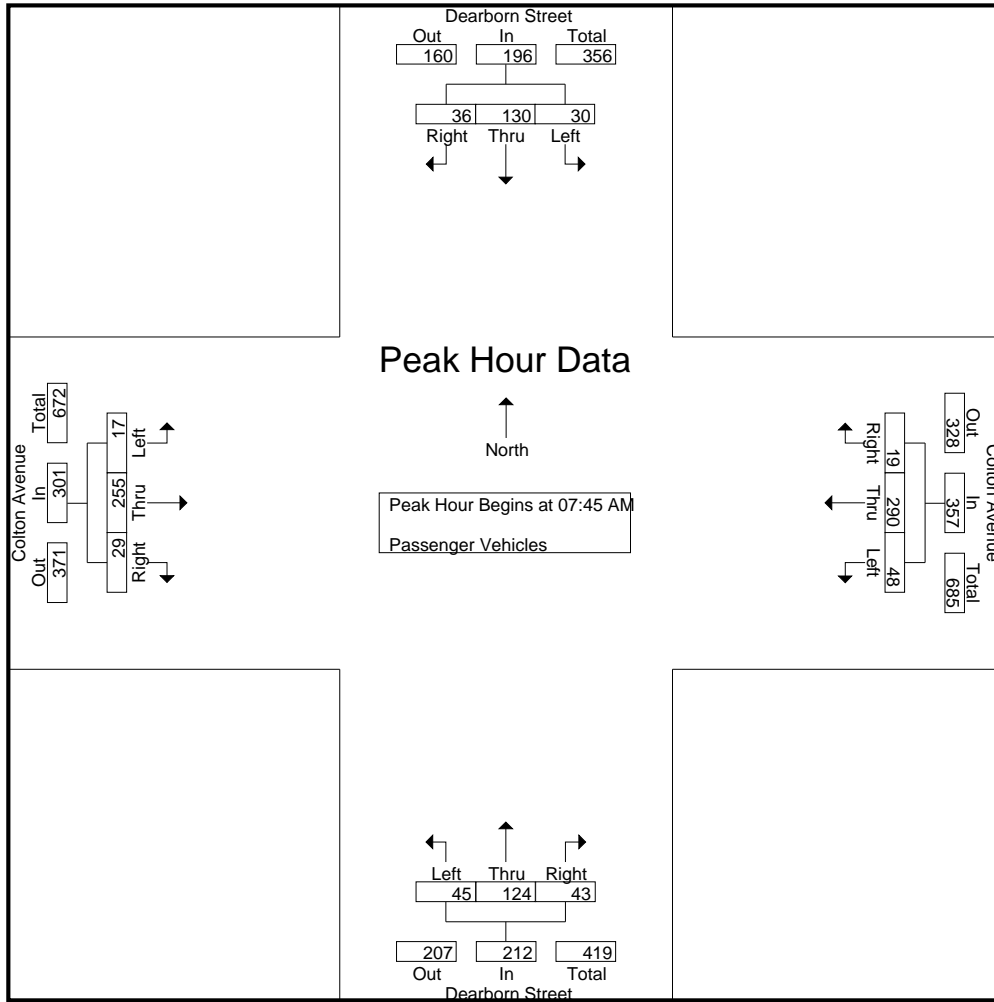 Dearborn Street
Out In Total
160 196 356
36 130 30
Right Thru Left
Peak Hour Data
North
Peak Hour Begins at 07:45 AM
Passenger Vehicles
Colton Avenue
Out In Total
371 301 672
29 255 17
Right Thru Left
Colton Avenue
Out In Total
328 357 685
19 290 48
Right Thru Left
Left Thru Right
45 124 43
207 212 419
Out In Total
Dearborn Street